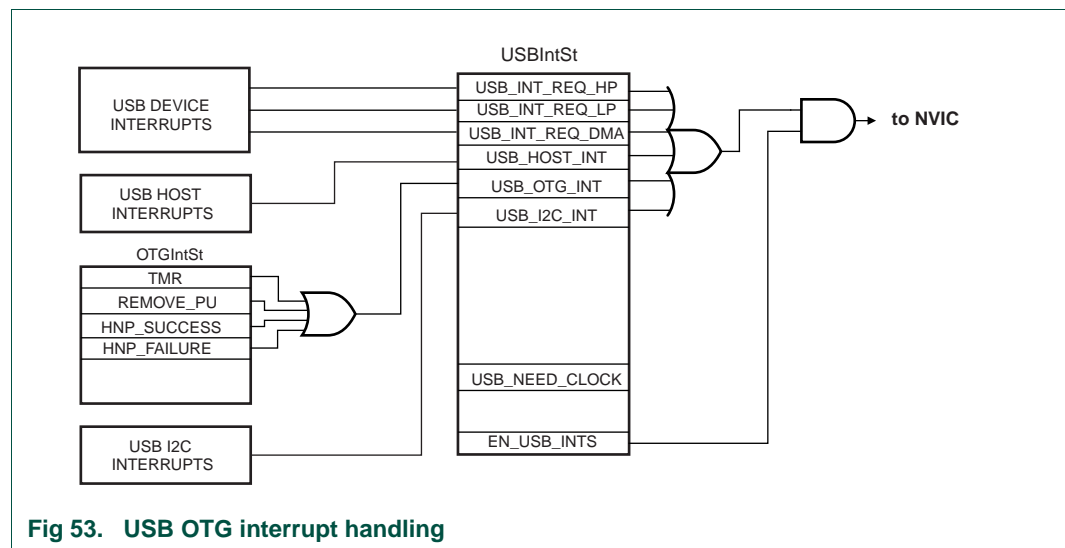 USBIntSt
USB DEVICE
INTERRUPTS
USB_INT_REQ_HP
USB_INT_REQ_LP
USB_INT_REQ_DMA
USB_HOST_INT
USB_OTG_INT
USB_I2C_INT
to NVIC
USB HOST
INTERRUPTS
OTGIntSt
TMR
REMOVE_PU
HNP_SUCCESS
HNP_FAILURE
USB_NEED_CLOCK
EN_USB_INTS
USB I2C
INTERRUPTS
Fig 53. USB OTG interrupt handling